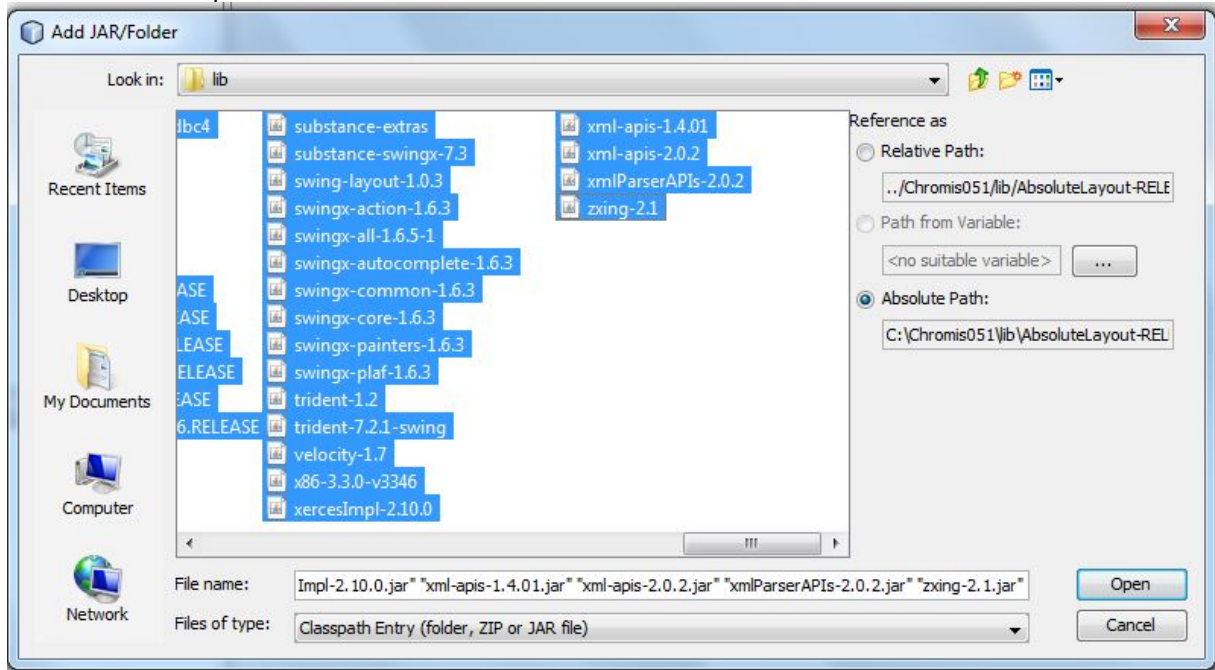 Add JAR/Folder
Look in: lib
Recent Items
Desktop
My Documents
Computer
Network
dbc4
ASE
EASE
LEASE
RELEASE
EASE
6.RELEASE
substance-extras
substance-swingx-7.3
swing-layout-1.0.3
swingx-action-1.6.3
swingx-all-1.6.5-1
swingx-autocomplete-1.6.3
swingx-common-1.6.3
swingx-core-1.6.3
swingx-painters-1.6.3
swingx-plaf-1.6.3
trident-1.2
trident-7.2.1-swing
velocity-1.7
x86-3.3.0-v3346
xercesImpl-2.10.0
xml-apis-1.4.01
xml-apis-2.0.2
xmlParserAPIs-2.0.2
zxing-2.1
Reference as
Relative Path:
../Chromis051/lib/AbsoluteLayout-RELE
Path from Variable:
<no suitable variable> ...
Absolute Path:
C:\Chromis051\lib\AbsoluteLayout-REL
File name: Impl-2.10.0.jar" "xml-apis-1.4.01.jar" "xml-apis-2.0.2.jar" "xmlParserAPIs-2.0.2.jar" "zxing-2.1.jar" Open
Files of type: Classpath Entry (folder, ZIP or JAR file) Cancel